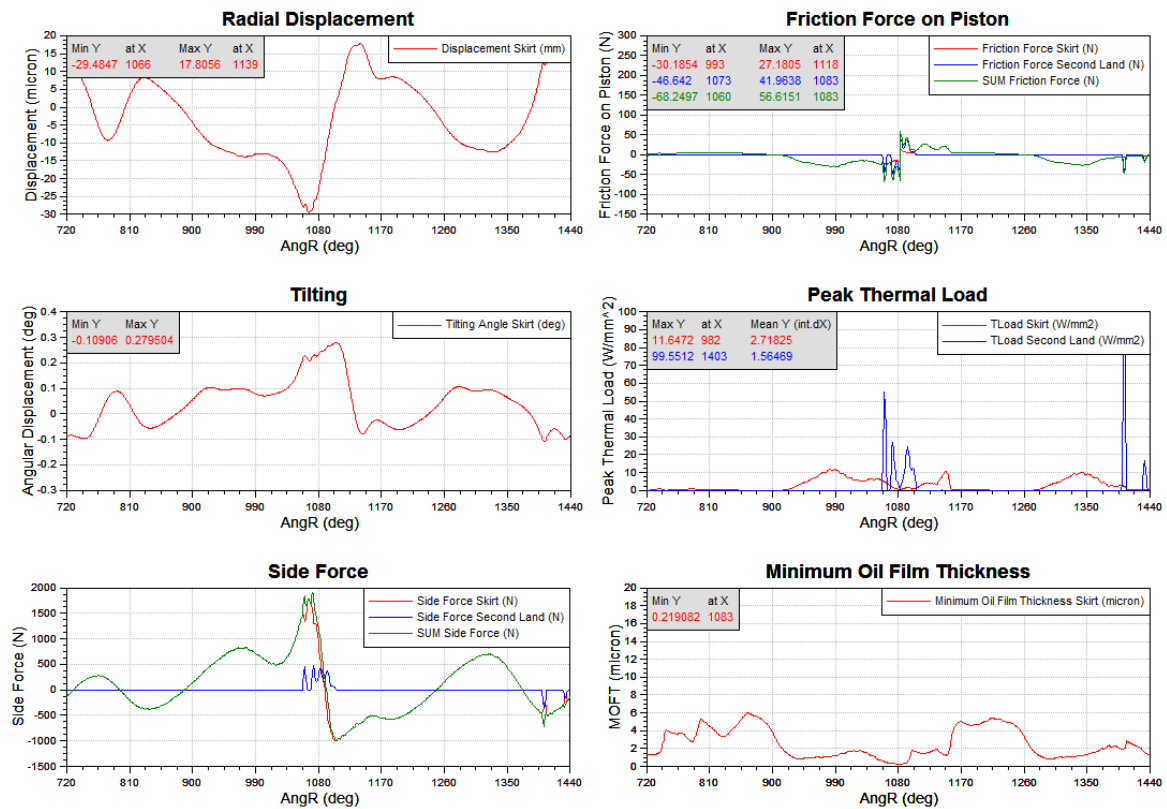 Radial Displacement
Min Y at X Max Y at X
-29.4847 1066 17.8056 1139
Displacement Skirt (mm)
Displacement (micron)
20
15
10
5
0
-5
-10
-15
-20
-25
-30
720 810 900 990 1080 1170 1260 1350 1440
AngR (deg)
Friction Force on Piston
Min Y at X Max Y at X
-30.1854 993 27.1805 1118
-46.642 1073 41.9638 1083
-68.2497 1060 56.6151 1083
Friction Force Skirt (N)
Friction Force Second Land (N)
SUM Friction Force (N)
Friction Force on Piston (N)
300
250
200
150
100
50
0
-50
-100
-150
720 810 900 990 1080 1170 1260 1350 1440
AngR (deg)
Tilting
Min Y Max Y
-0.10906 0.279504
Tilting Angle Skirt (deg)
Angular Displacement (deg)
0.4
0.3
0.2
0.1
0
-0.1
-0.2
-0.3
720 810 900 990 1080 1170 1260 1350 1440
AngR (deg)
Peak Thermal Load
Max Y at X Mean Y (int.dX)
11.6472 982 2.71825
99.5512 1403 1.56469
TLoad Skirt (W/mm2)
TLoad Second Land (W/mm2)
Peak Thermal Load (W/mm^2)
100
90
80
70
60
50
40
30
20
10
0
720 810 900 990 1080 1170 1260 1350 1440
AngR (deg)
Side Force
Side Force Skirt (N)
Side Force Second Land (N)
SUM Side Force (N)
Side Force (N)
2000
1500
1000
500
0
-500
-1000
-1500
720 810 900 990 1080 1170 1260 1350 1440
AngR (deg)
Minimum Oil Film Thickness
Min Y at X
0.219082 1083
Minimum Oil Film Thickness Skirt (micron)
MOFT (micron)
20
18
16
14
12
10
8
6
4
2
0
720 810 900 990 1080 1170 1260 1350 1440
AngR (deg)